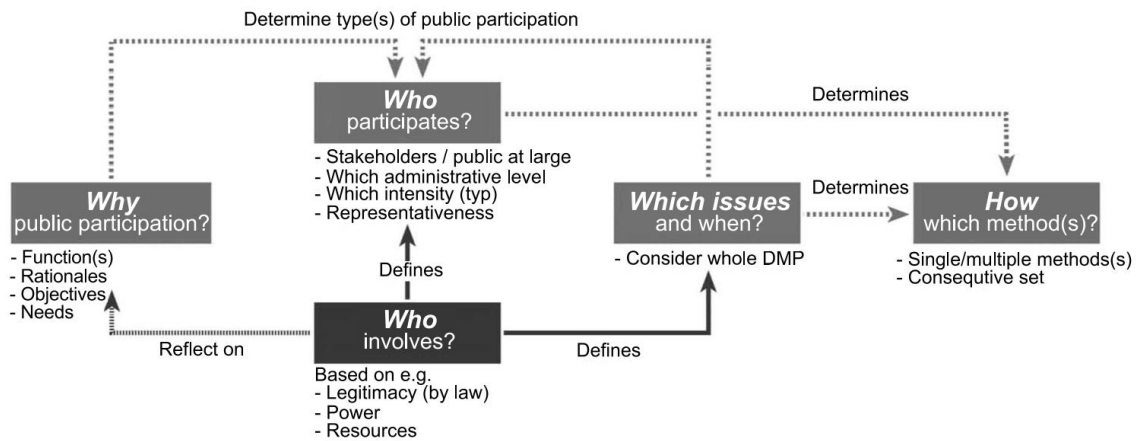 Determine type(s) of public participation
Who
participates?
- Stakeholders / public at large
- Which administrative level
- Which intensity (typ)
- Representativeness
Determines
Why
public participation?
- Function(s)
- Rationales
- Objectives
- Needs
Which issues
and when?
- Consider whole DMP
Determines
How
which method(s)?
- Single/multiple methods(s)
- Consequtive set
Defines
Who
involves?
Based on e.g.
- Legitimacy (by law)
- Power
- Resources
Reflect on
Defines